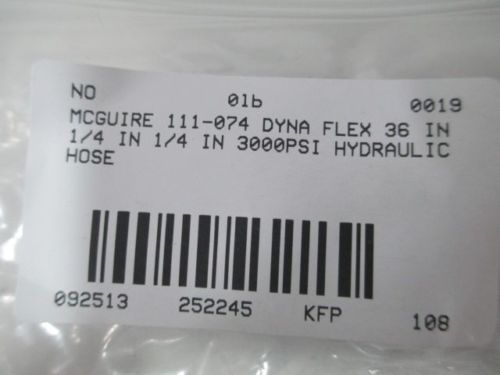 NO 01b 0019
MCGUIRE 111-074 DYNA FLEX 36 IN
1/4 IN 1/4 IN 3000PSI HYDRAULIC
HOSE
092513 252245 KFP 108